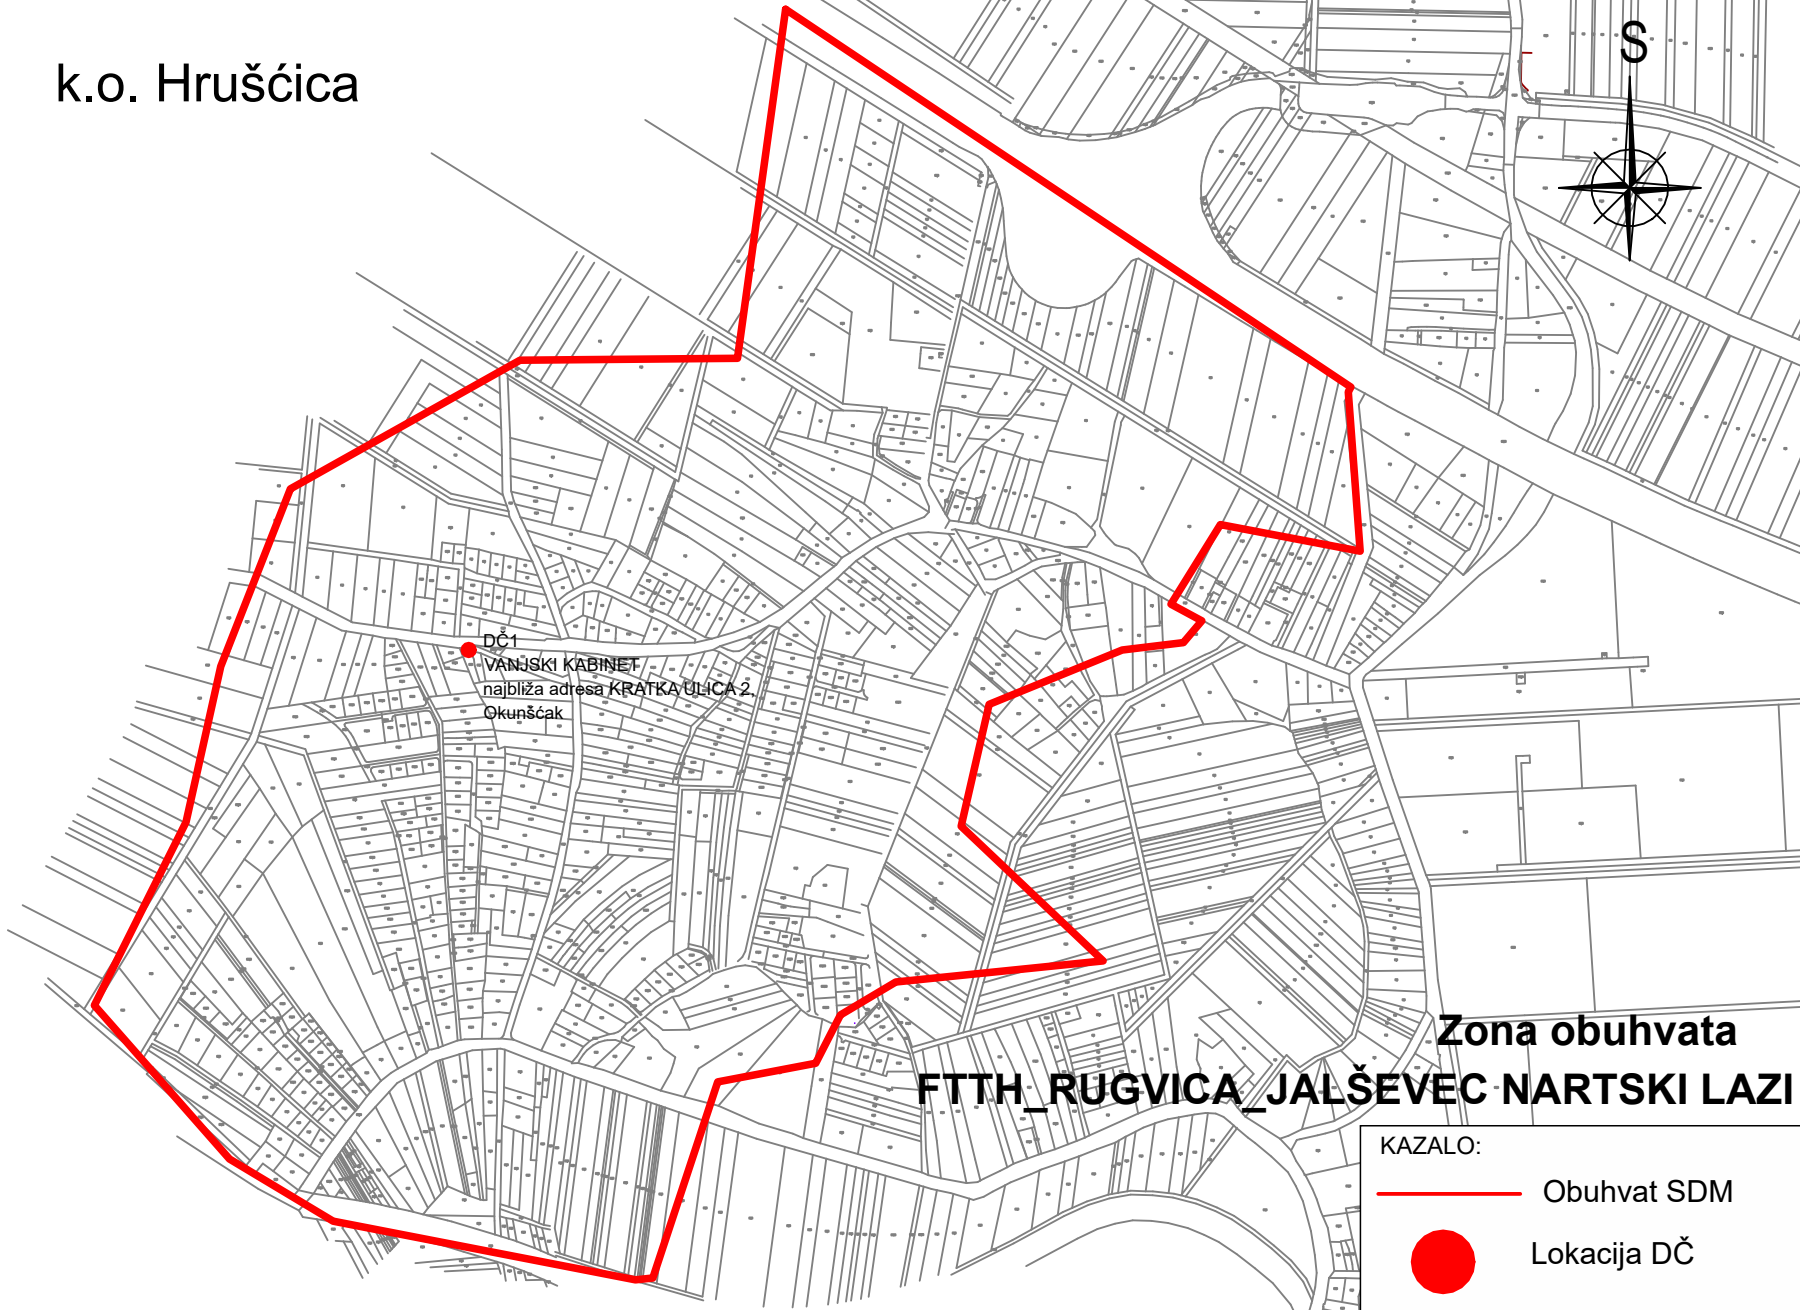 k.o. Hrušćica
S
DČ1
VANJSKI KABINET
najbliža adresa KRATKA ULICA 2,
Okunšćak
Zona obuhvata
FTTH_RUGVICA_JALŠEVEC NARTSKI LAZI
KAZALO:
Obuhvat SDM
Lokacija DČ